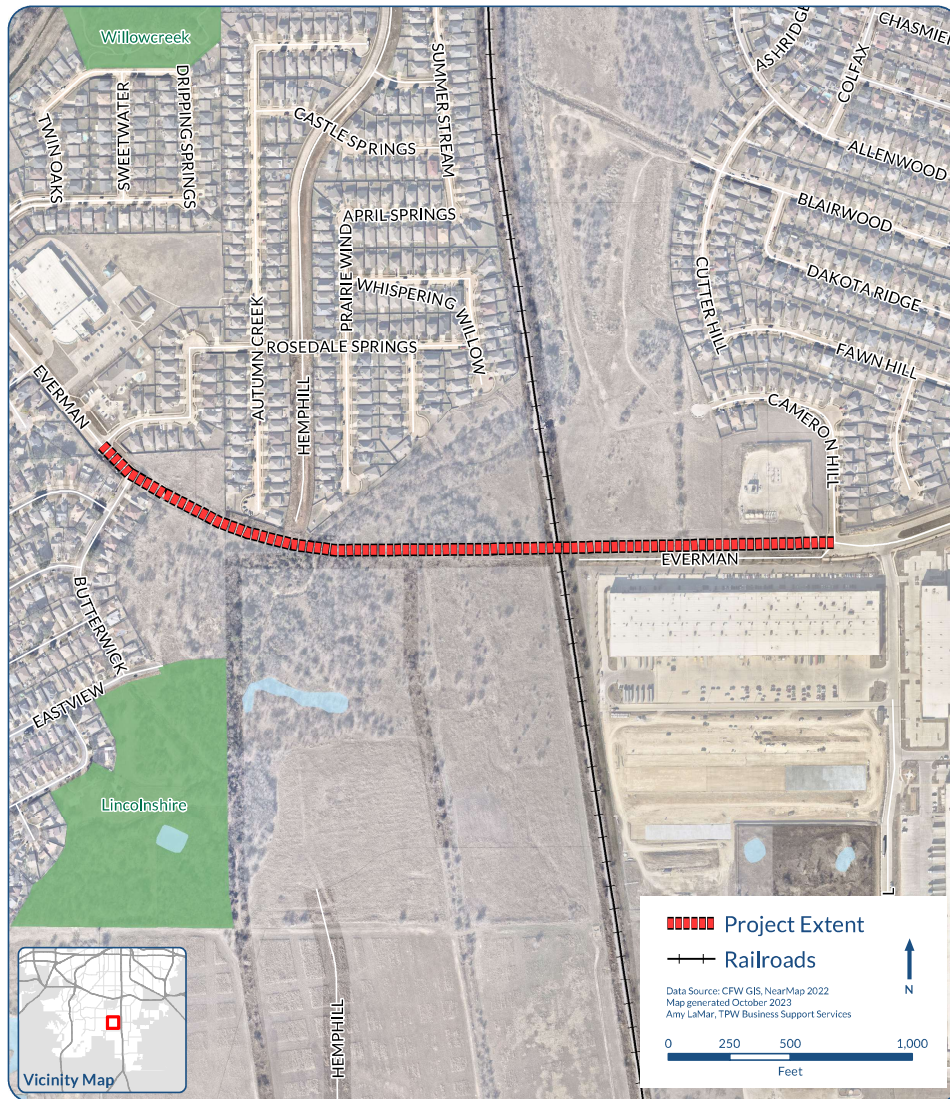 Willowcreek
CHASMIER
ASHRIDGE
COLFAX
SUMMER STREAM
DRIPPING SPRINGS
SWEETWATER
TWIN OAKS
CASTLE SPRINGS
ALLENWOOD
BLAIRWOOD
APRIL SPRINGS
DAKOTA RIDGE
CUTTER HILL
PRAIRIE WIND
WHISPERING WILLOW
AUTUMN CREEK
ROSEDALE SPRINGS
FAWN HILL
EVERMAN
HEMPHILL
CAMERON HILL
EVERMAN
BUTTERWICK
EASTVIEW
Lincolnshire
L
HEMPHILL
Project Extent
Railroads
N
Data Source: CFW GIS, NearMap 2022
Map generated October 2023
Amy LaMar, TPW Business Support Services
0 250 500 1,000
Feet
Vicinity Map